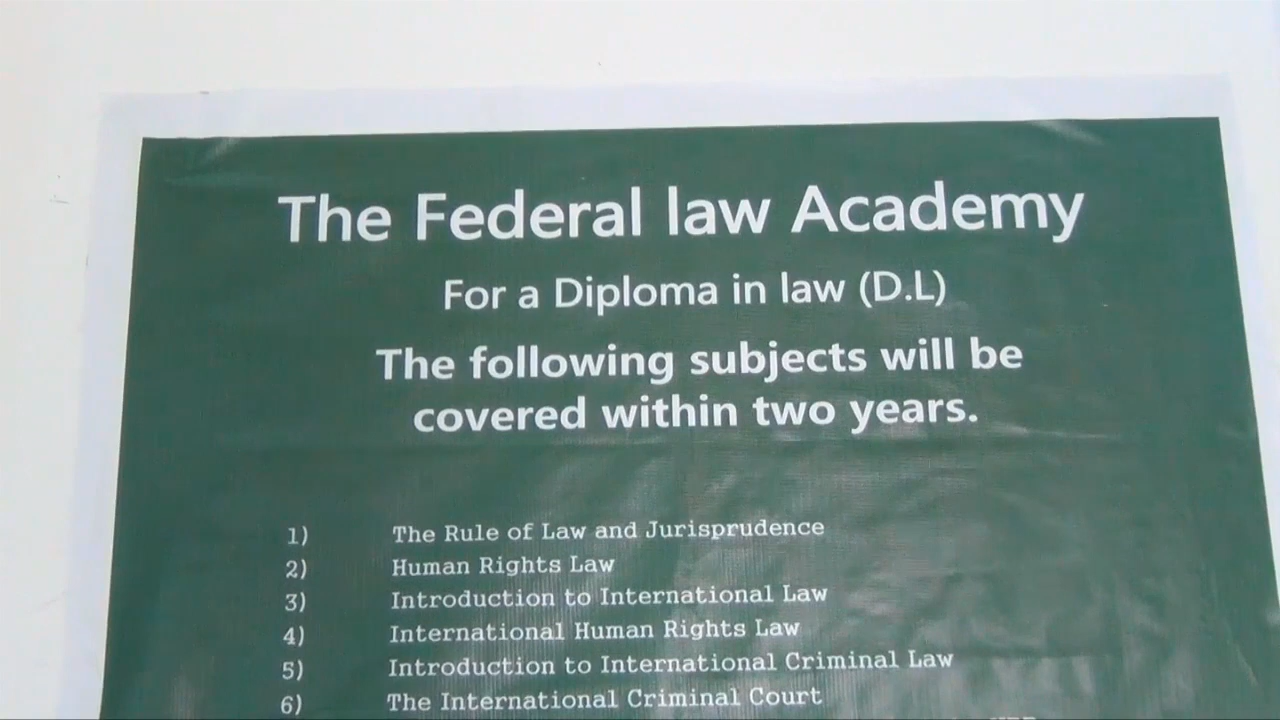 The Federal law Academy
For a Diploma in law (D.L)
The following subjects will be
covered within two years.
1) The Rule of Law and Jurisprudence
2) Human Rights Law
3) Introduction to International Law
4) International Human Rights Law
5) Introduction to International Criminal Law
6) The International Criminal Court